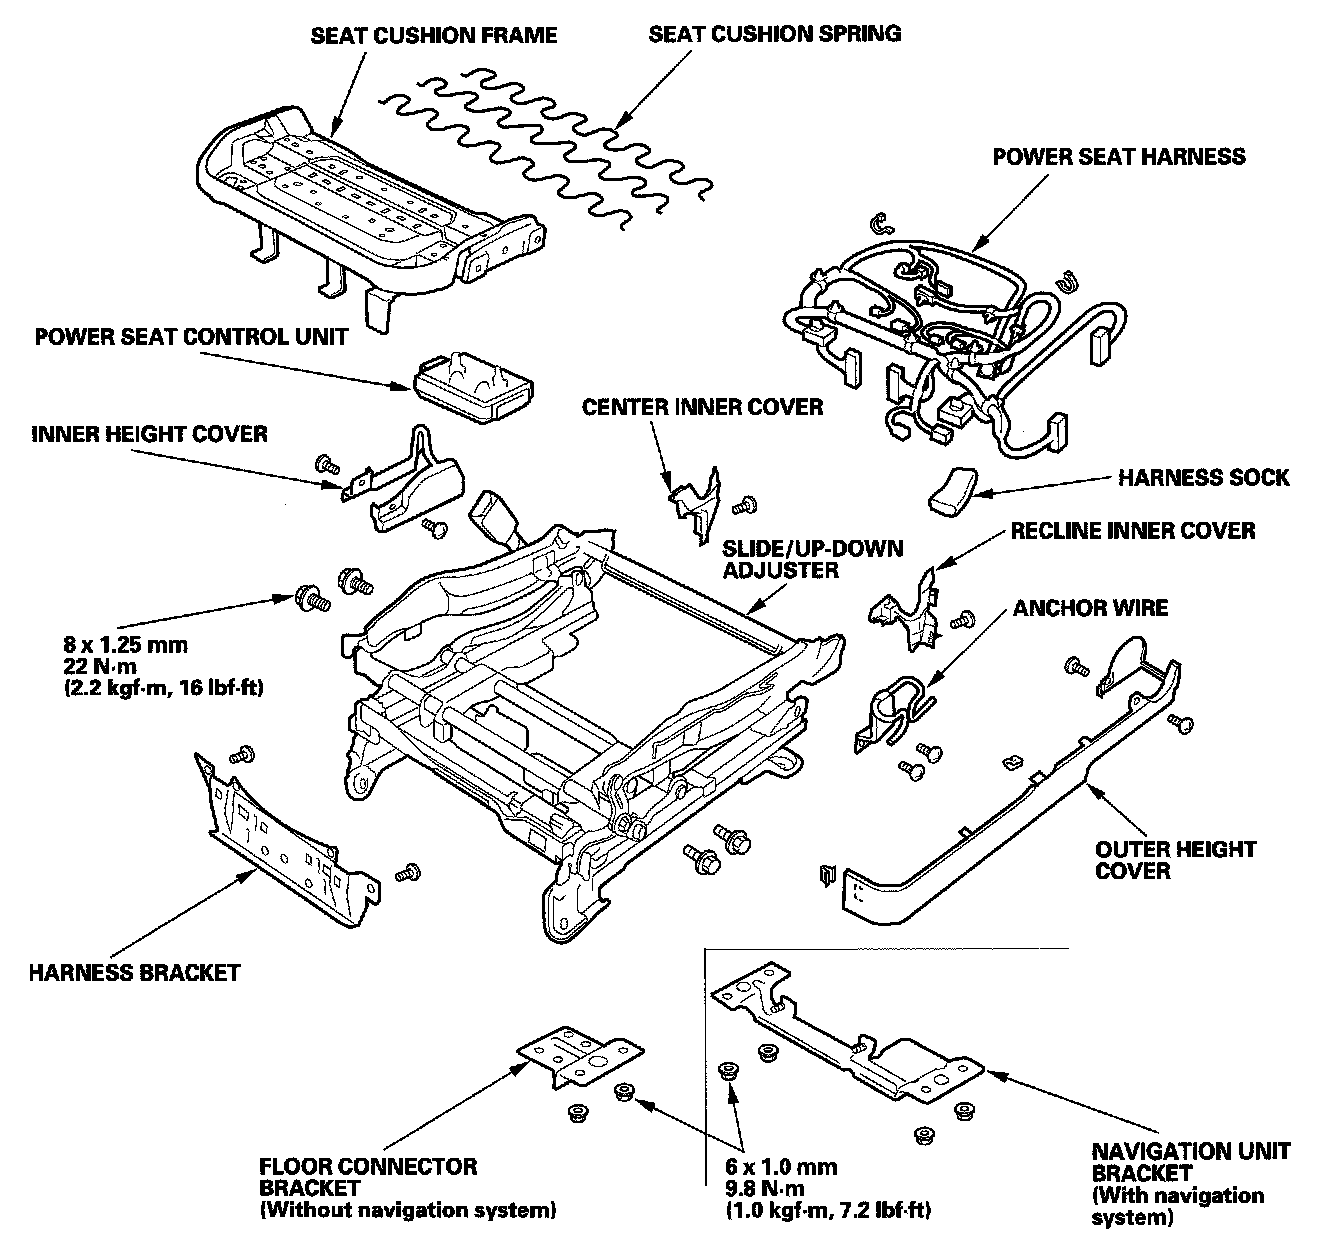 SEAT CUSHION FRAME
SEAT CUSHION SPRING
POWER SEAT HARNESS
POWER SEAT CONTROL UNIT
CENTER INNER COVER
INNER HEIGHT COVER
HARNESS SOCK
RECLINE INNER COVER
SLIDE/UP-DOWN
ADJUSTER
ANCHOR WIRE
8 x 1.25 mm
22 N·m
(2.2 kgf·m, 16 lbf·ft)
OUTER HEIGHT
COVER
HARNESS BRACKET
FLOOR CONNECTOR
BRACKET
(Without navigation system)
6 x 1.0 mm
9.8 N·m
(1.0 kgf·m, 7.2 lbf·ft)
NAVIGATION UNIT
BRACKET
(With navigation
system)